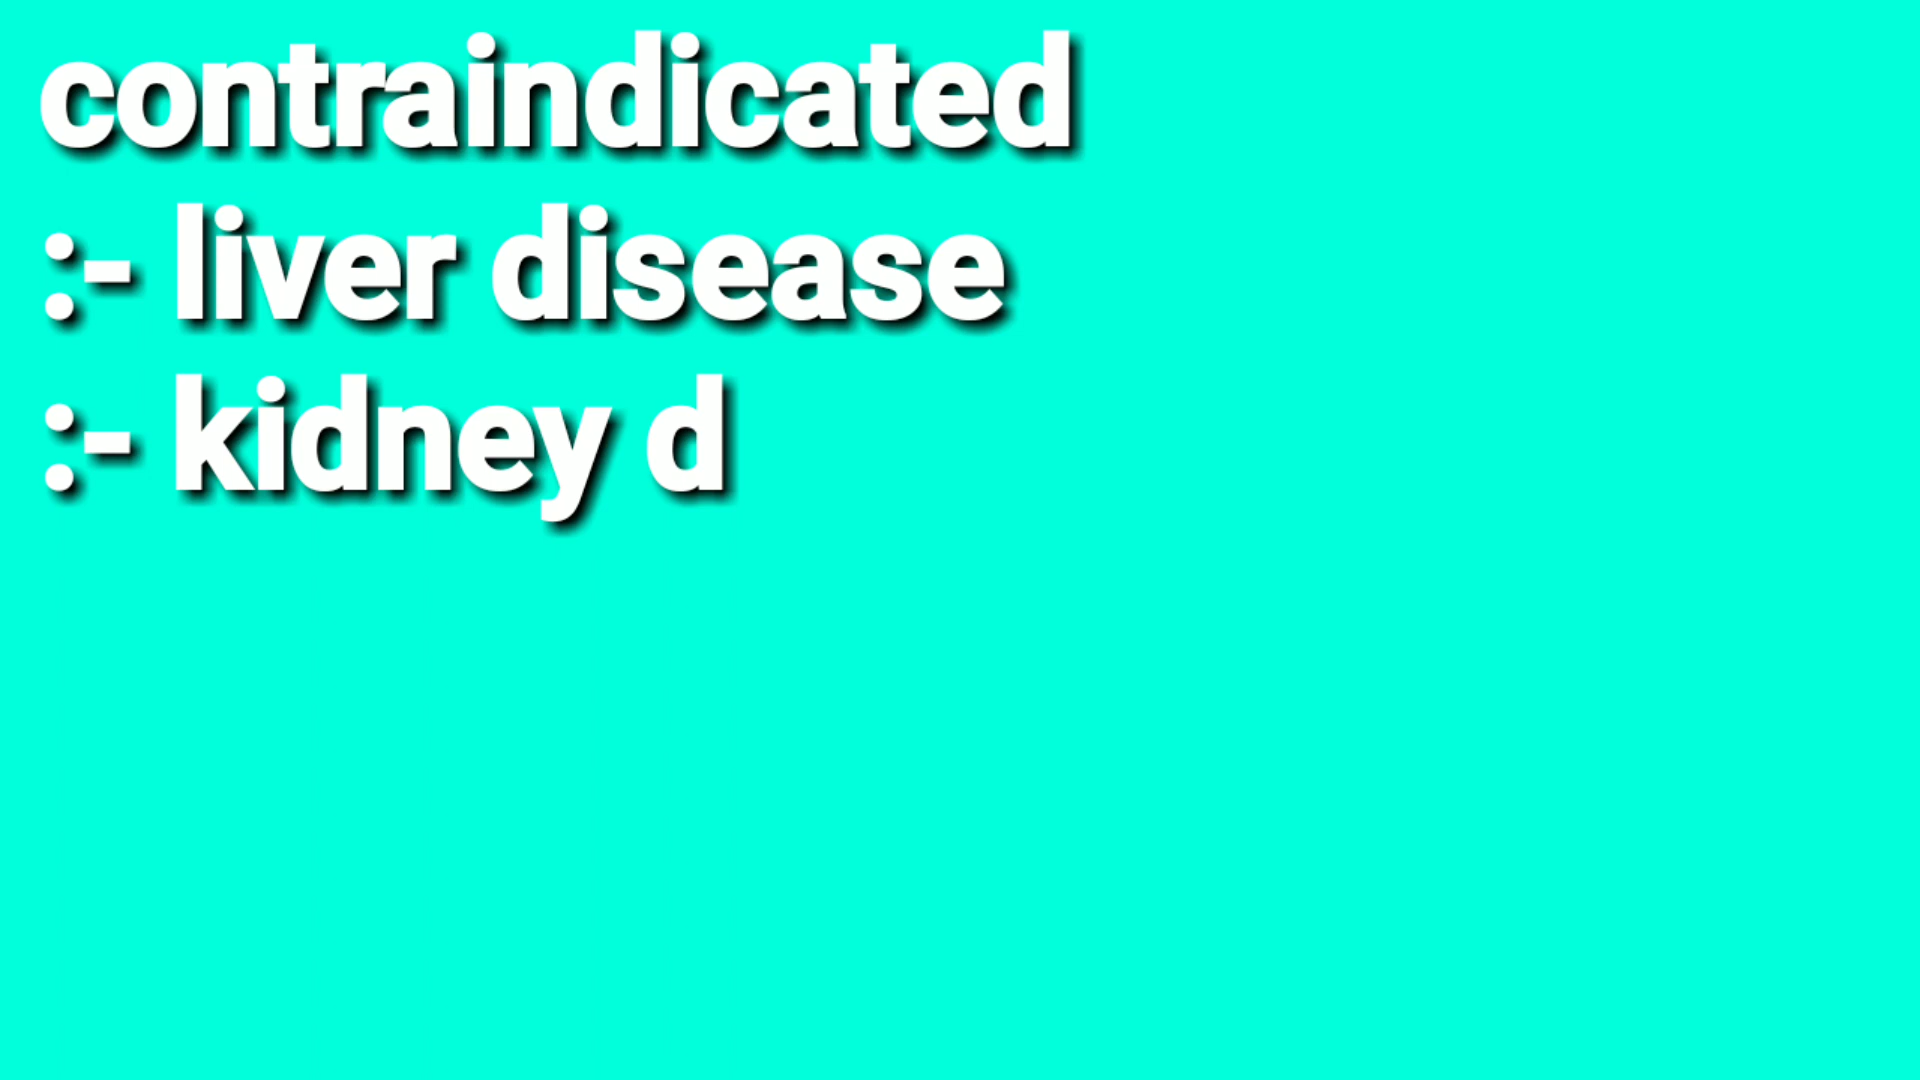 contraindicated
:- liver disease
:- kidney d